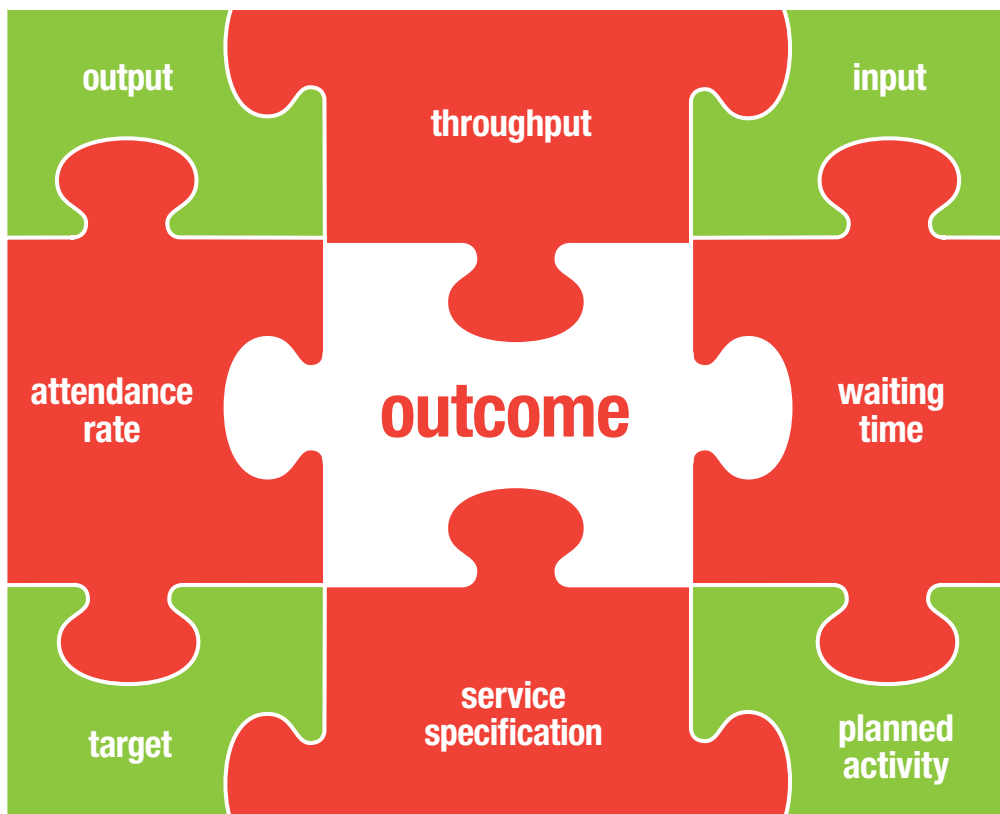 output
throughput
input
attendance
rate
outcome
waiting
time
target
service
specification
planned
activity